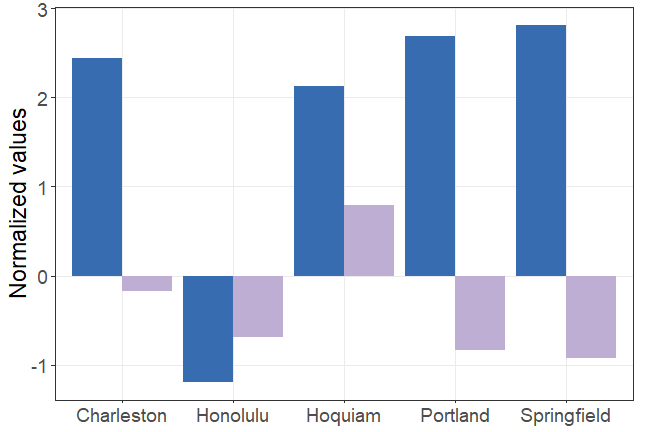 Normalized values
3
2
1
0
-1
Charleston Honolulu Hoquiam Portland Springfield